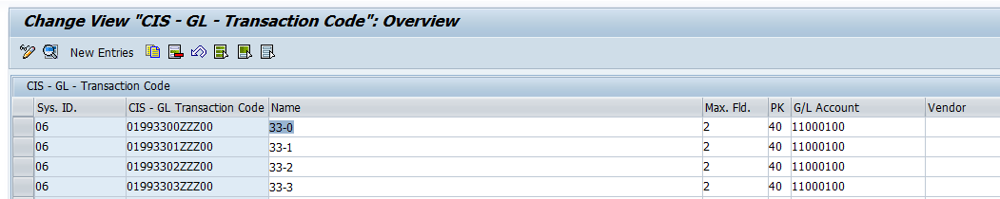 Change View "CIS - GL - Transaction Code": Overview
New Entries
CIS - GL - Transaction Code
Sys. ID. CIS - GL Transaction Code Name Max. Fld. PK G/L Account Vendor
06 01993300ZZZ00 33-0 2 40 11000100
06 01993301ZZZ00 33-1 2 40 11000100
06 01993302ZZZ00 33-2 2 40 11000100
06 01993303ZZZ00 33-3 2 40 11000100